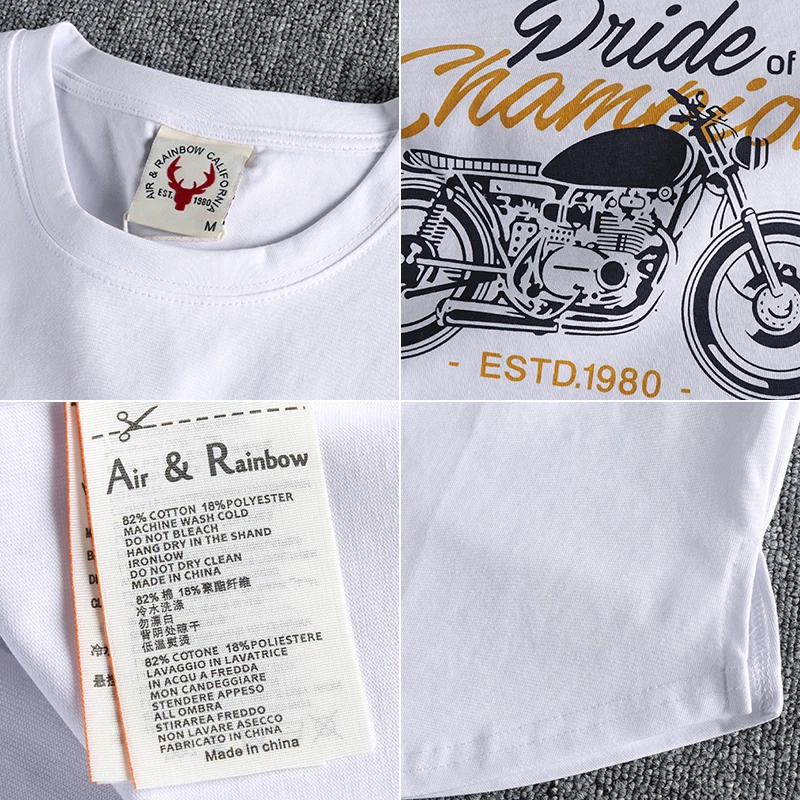 AIR & RAINBOW CALIFORNIA
EST. 1980
M
Pride of
Champio
- ESTD.1980 -
Air & Rainbow
82% COTTON 18%POLYESTER
MACHINE WASH COLD
DO NOT BLEACH
HANG DRY IN THE SHAND
IRONLOW
DO NOT DRY CLEAN
MADE IN CHINA
82% 棉 18%聚酯纤维
冷水洗涤
勿漂白
背阴处晾干
低温熨烫
82% COTONE 18%POLIESTERE
LAVAGGIO IN LAVATRICE
IN ACQU A FREDDA
MON CANDEGGIARE
STENDERE APPESO
ALL OMBRA
STIRAREA FREDDO
NON LAVARE ASECCO
FABRICATO IN CHINA
Made in china